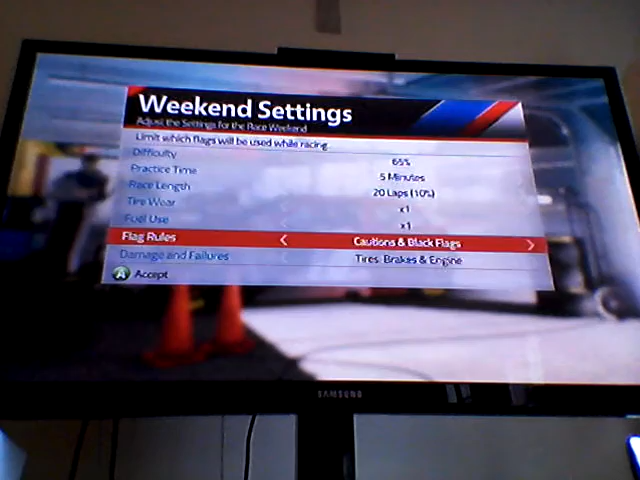 Weekend Settings
Adjust the Settings for the Race Weekend
Limit which flags will be used while racing.
Difficulty 65%
Practice Time 5 Minutes
Race Length 20 Laps (10%)
Tire Wear x1
Fuel Use x1
Flag Rules < Cautions & Black Flags >
Damage and Failures Tires, Brakes & Engine
A Accept
SAMSUNG